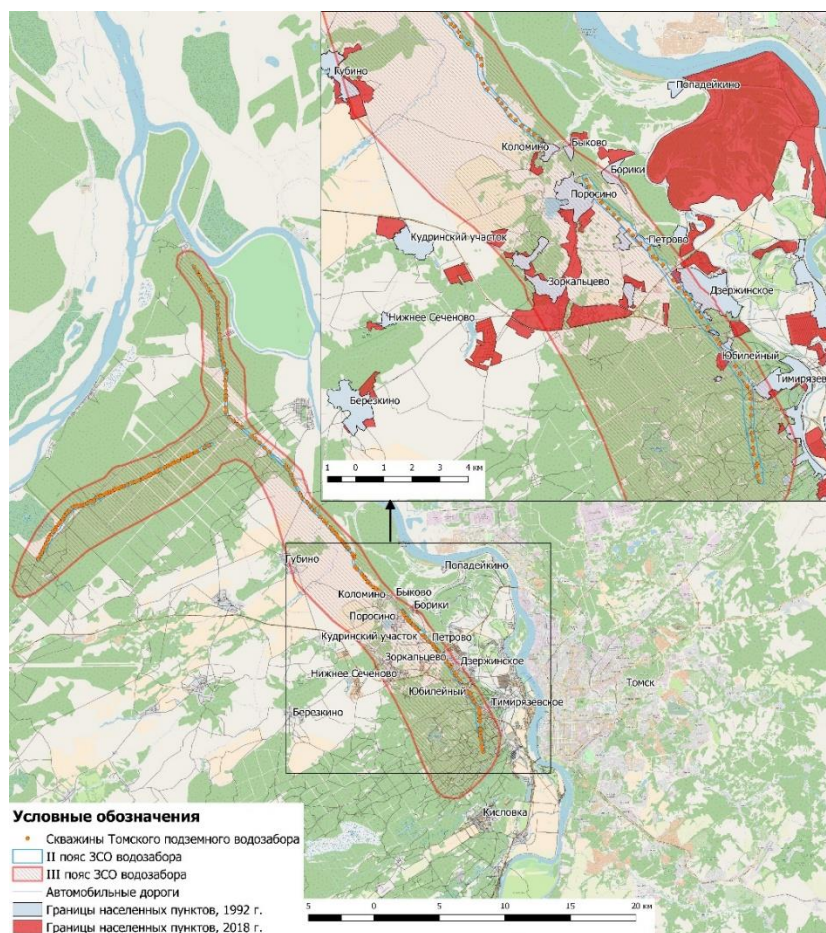 Губино
Попадейкино
Коломино
Быково
Борики
Поросино
Кудринский участок
Петрово
Зоркальцево
Дзержинское
Нижнее Сеченово
Юбилейный
Тимирязев
Березкино
1 0 1 2 3 4 км
Губино
Попадейкино
Коломино
Быково
Борики
Поросино
Кудринский участок
Петрово
Зоркальцево
Дзержинское
Нижнее Сеченово
Томск
Юбилейный
Тимирязевское
Березкино
Кисловка
Условные обозначения
Скважины Томского подземного водозабора
II пояс ЗСО водозабора
III пояс ЗСО водозабора
Автомобильные дороги
Границы населенных пунктов, 1992 г.
Границы населенных пунктов, 2018 г.
5 0 5 10 15 20 км